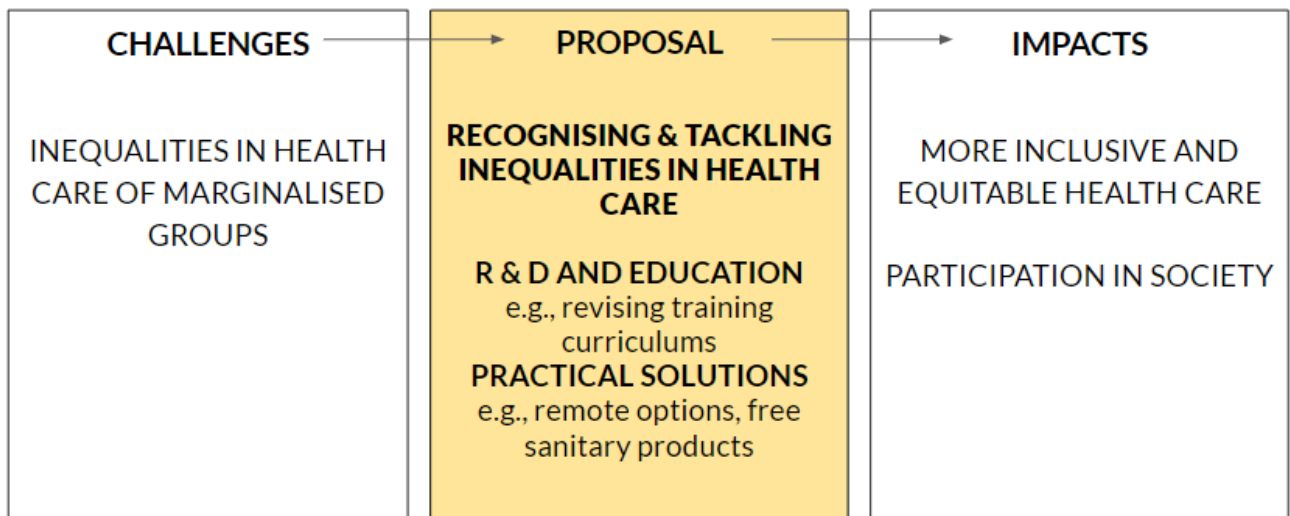 CHALLENGES
INEQUALITIES IN HEALTH
CARE OF MARGINALISED
GROUPS
PROPOSAL
RECOGNISING & TACKLING
INEQUALITIES IN HEALTH
CARE
R & D AND EDUCATION
e.g., revising training
curriculums
PRACTICAL SOLUTIONS
e.g., remote options, free
sanitary products
IMPACTS
MORE INCLUSIVE AND
EQUITABLE HEALTH CARE
PARTICIPATION IN SOCIETY